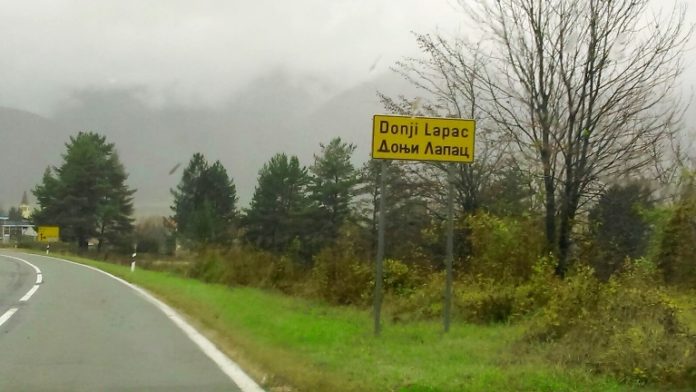 Donji Lapac
Доњи Лапац